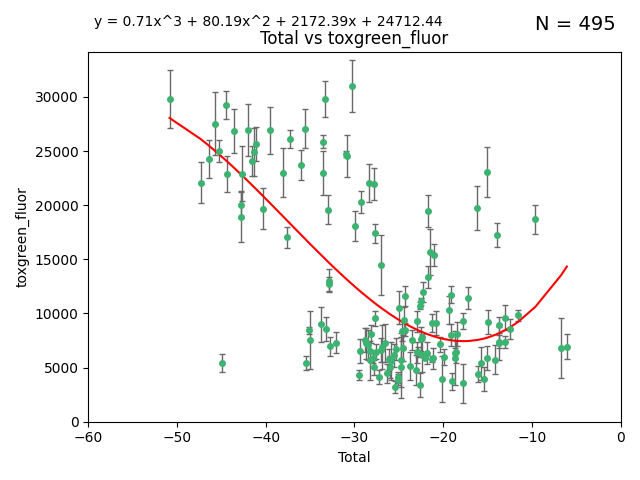 y = 0.71x^3 + 80.19x^2 + 2172.39x + 24712.44
N = 495
Total vs toxgreen_fluor
30000
25000
20000
15000
10000
5000
0
toxgreen_fluor
−60 −50 −40 −30 −20 −10 0
Total